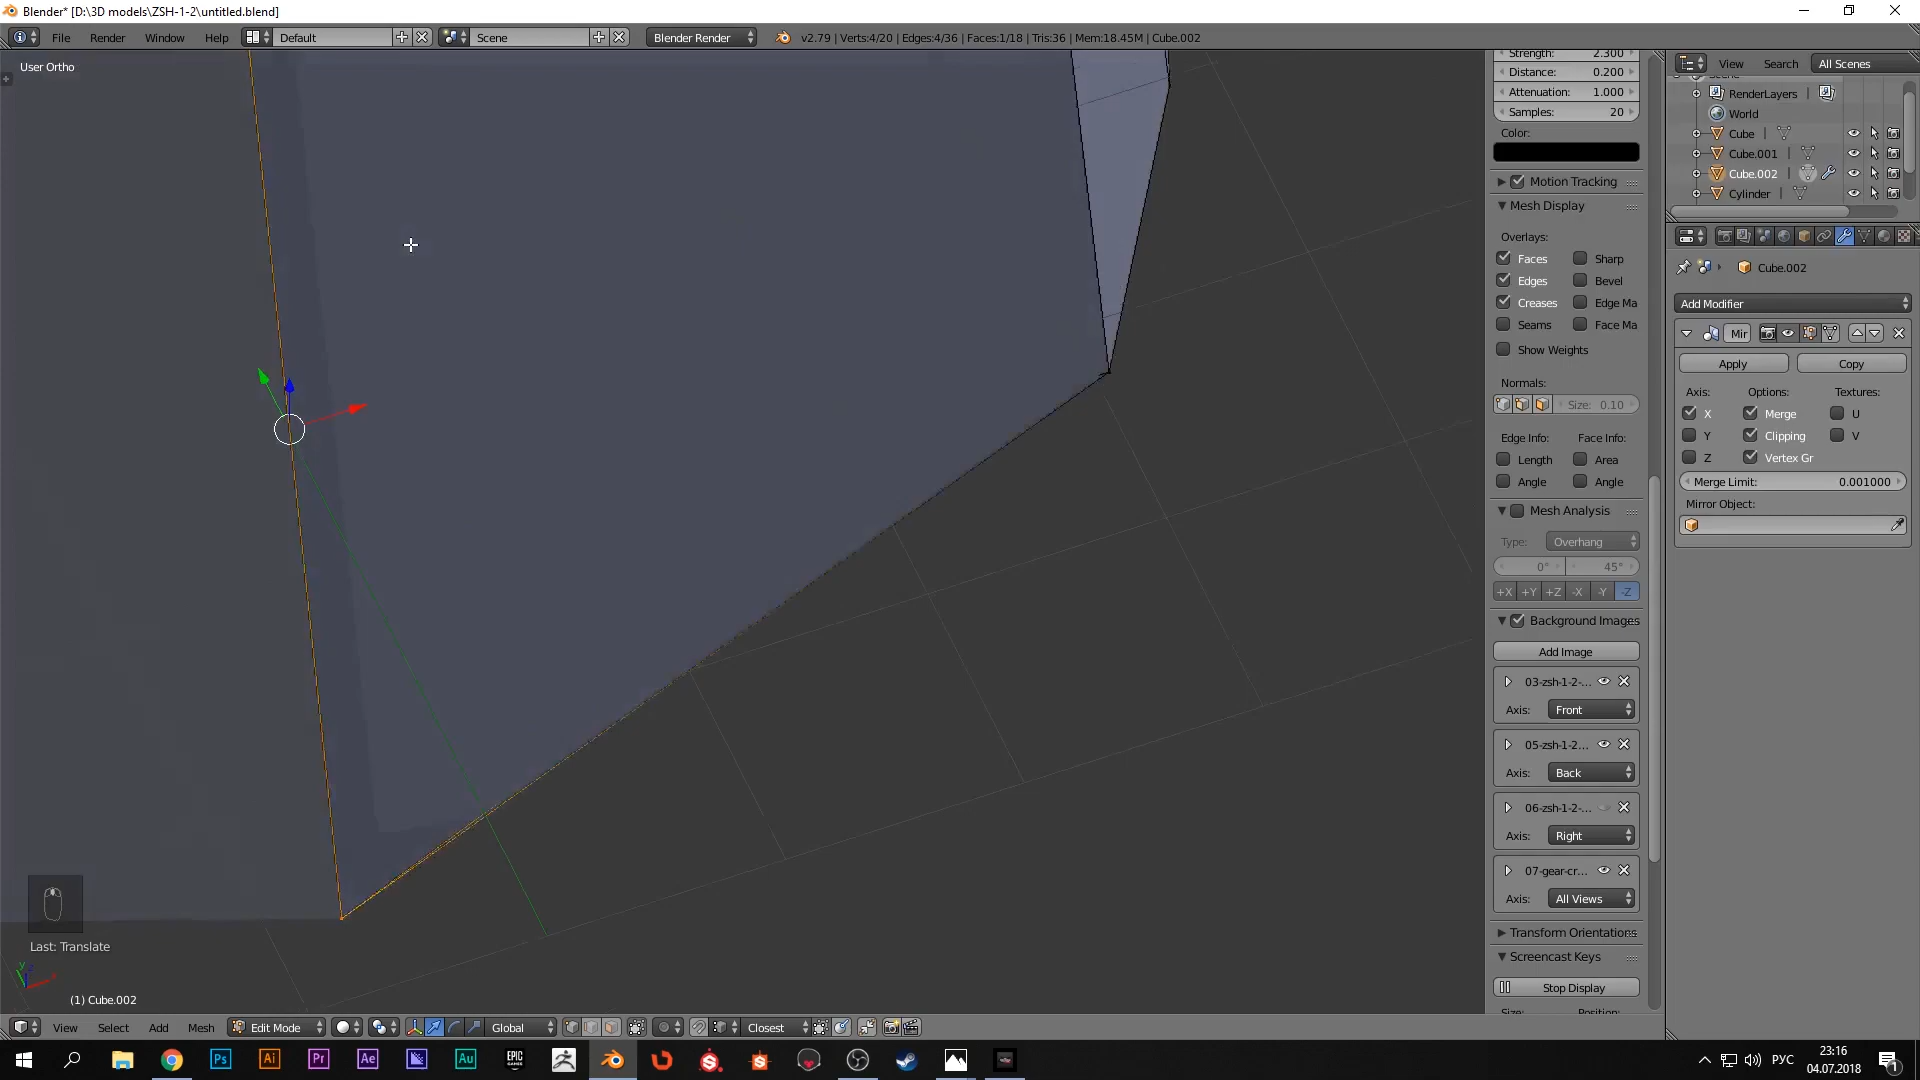 Blender* [D:\3D models\ZSH-1-2\untitled.blend]
File Render Window Help Default Scene Blender Render v2.79 | Verts:4/20 | Edges:4/36 | Faces:1/18 | Tris:36 | Mem:18.45M | Cube.002
User Ortho
Strength: 2.300
Distance: 0.200
Attenuation: 1.000
Samples: 20
Color:
Motion Tracking
Mesh Display
Overlays:
Faces Sharp
Edges Bevel
Creases Edge Ma
Seams Face Ma
Show Weights
Normals:
Size: 0.10
Edge Info: Face Info:
Length Area
Angle Angle
Mesh Analysis
Type: Overhang
0° 45°
+X +Y +Z -X -Y -Z
Background Images
Add Image
03-zsh-1-2-...
Axis: Front
05-zsh-1-2...
Axis: Back
06-zsh-1-2-...
Axis: Right
07-gear-cr...
Axis: All Views
Transform Orientations
Screencast Keys
Stop Display
View Search All Scenes
RenderLayers
World
Cube
Cube.001
Cube.002
Cylinder
Cube.002
Add Modifier
Mir
Apply Copy
Axis: Options: Textures:
X Merge U
Y Clipping V
Z Vertex Gr
Merge Limit: 0.001000
Mirror Object:
Last: Translate
(1) Cube.002
View Select Add Mesh Edit Mode Global Closest
Ps Ai Pr Ae Au EPIC GAMES РУС 23:16
04.07.2018
1